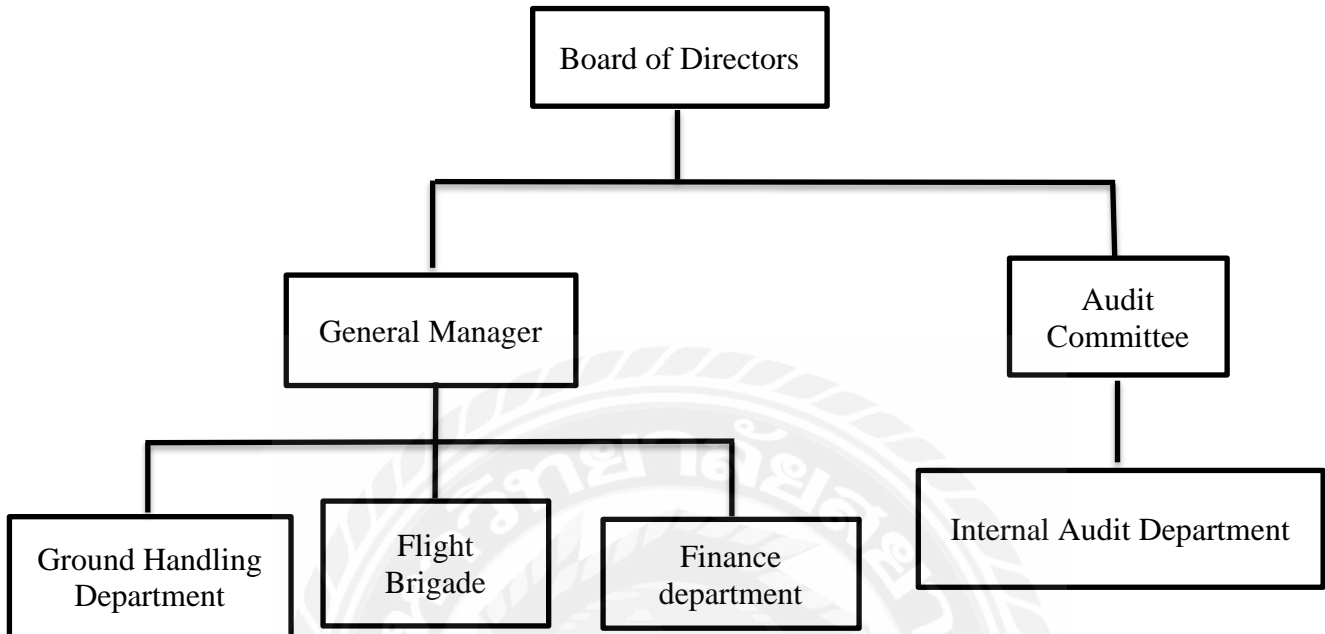 Board of Directors
General Manager
Audit
Committee
Ground Handling
Department
Flight
Brigade
Finance
department
Internal Audit Department